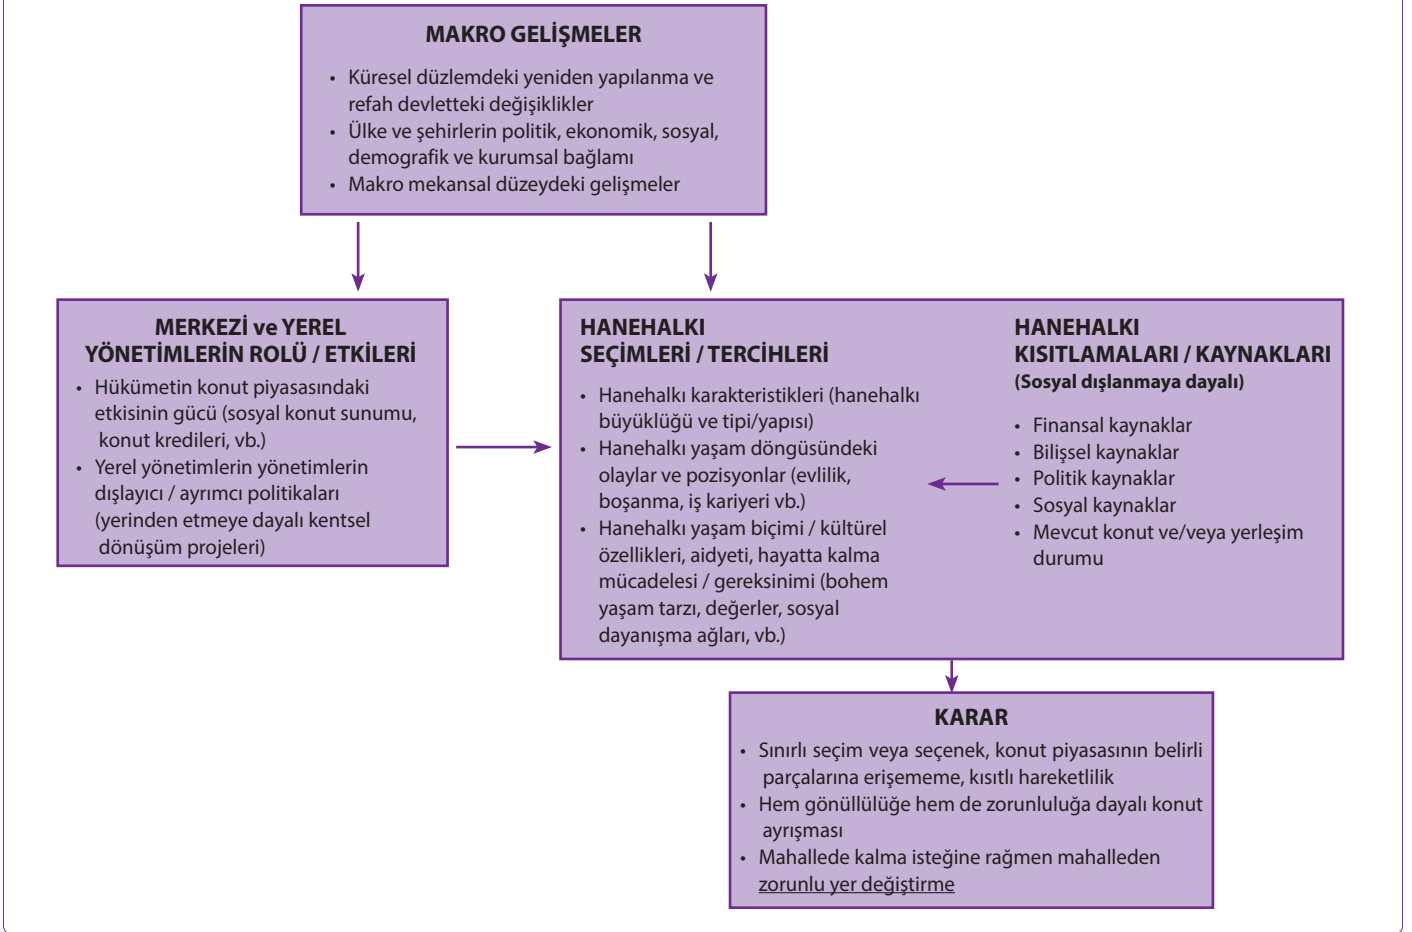 MAKRO GELİŞMELER
• Küresel düzlemdeki yeniden yapılanma ve
refah devletteki değişiklikler
• Ülke ve şehirlerin politik, ekonomik, sosyal,
demografik ve kurumsal bağlamı
• Makro mekansal düzeydeki gelişmeler
MERKEZİ ve YEREL
YÖNETİMLERİN ROLÜ / ETKİLERİ
• Hükümetin konut piyasasındaki
etkisinin gücü (sosyal konut sunumu,
konut kredileri, vb.)
• Yerel yönetimlerin yönetimlerin
dışlayıcı / ayrımcı politikaları
(yerinden etmeye dayalı kentsel
dönüşüm projeleri)
HANEHALKI
SEÇİMLERİ / TERCİHLERİ
• Hanehalkı karakteristikleri (hanehalkı
büyüklüğü ve tipi/yapısı)
• Hanehalkı yaşam döngüsündeki
olaylar ve pozisyonlar (evlilik,
boşanma, iş kariyeri vb.)
• Hanehalkı yaşam biçimi / kültürel
özellikleri, aidyeti, hayatta kalma
mücadelesi / gereksinimi (bohem
yaşam tarzı, değerler, sosyal
dayanışma ağları, vb.)
HANEHALKI
KISITLAMALARI / KAYNAKLARI
(Sosyal dışlanmaya dayalı)
• Finansal kaynaklar
• Bilişsel kaynaklar
• Politik kaynaklar
• Sosyal kaynaklar
• Mevcut konut ve/veya yerleşim
durumu
KARAR
• Sınırlı seçim veya seçenek, konut piyasasının belirli
parçalarına erişememe, kısıtlı hareketlilik
• Hem gönüllülüğe hem de zorunluluğa dayalı konut
ayrışması
• Mahallede kalma isteğine rağmen mahalleden
zorunlu yer değiştirme